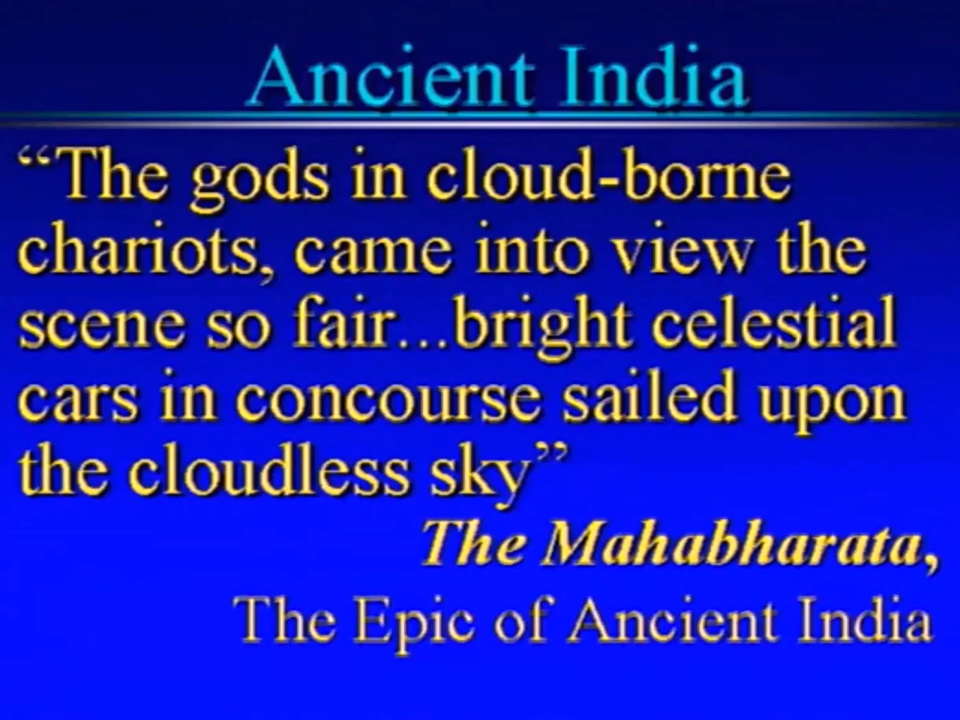 Ancient India
“The gods in cloud-borne
chariots, came into view the
scene so fair...bright celestial
cars in concourse sailed upon
the cloudless sky”
The Mahabharata,
The Epic of Ancient India